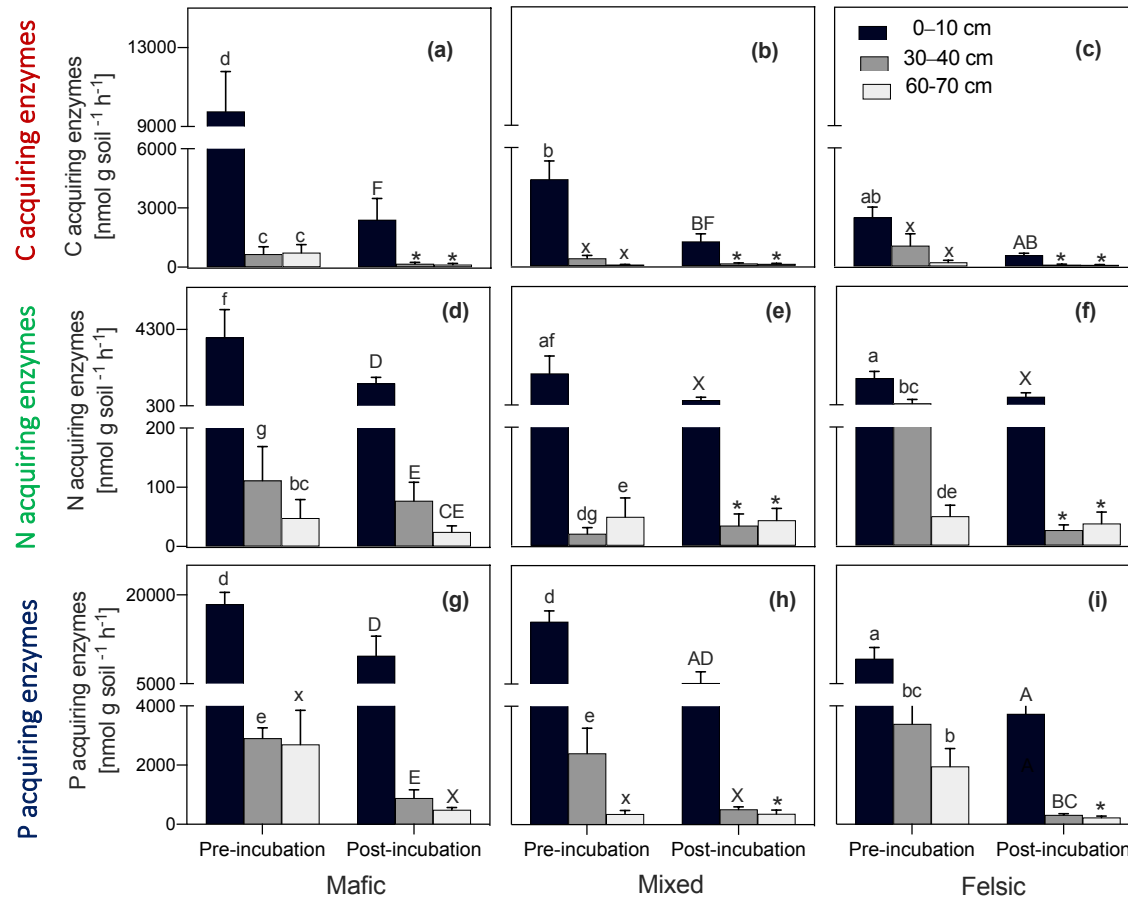 C acquiring enzymes
C acquiring enzymes
[nmol g soil⁻¹ h⁻¹]
13000
9000
6000
3000
0
(a)
d
c
c
F
*
*
(b)
b
x
x
BF
*
*
(c)
0–10 cm
30–40 cm
60-70 cm
ab
x
x
AB
*
*
N acquiring enzymes
N acquiring enzymes
[nmol g soil⁻¹ h⁻¹]
4300
300
200
100
0
(d)
f
g
bc
D
E
CE
(e)
af
dg
e
X
*
*
(f)
a
bc
de
X
*
*
P acquiring enzymes
P acquiring enzymes
[nmol g soil⁻¹ h⁻¹]
20000
5000
4000
2000
0
(g)
d
e
x
D
E
X
(h)
d
e
x
AD
X
*
(i)
a
bc
b
A
A
BC
*
Pre-incubation Post-incubation
Pre-incubation Post-incubation
Pre-incubation Post-incubation
Mafic
Mixed
Felsic